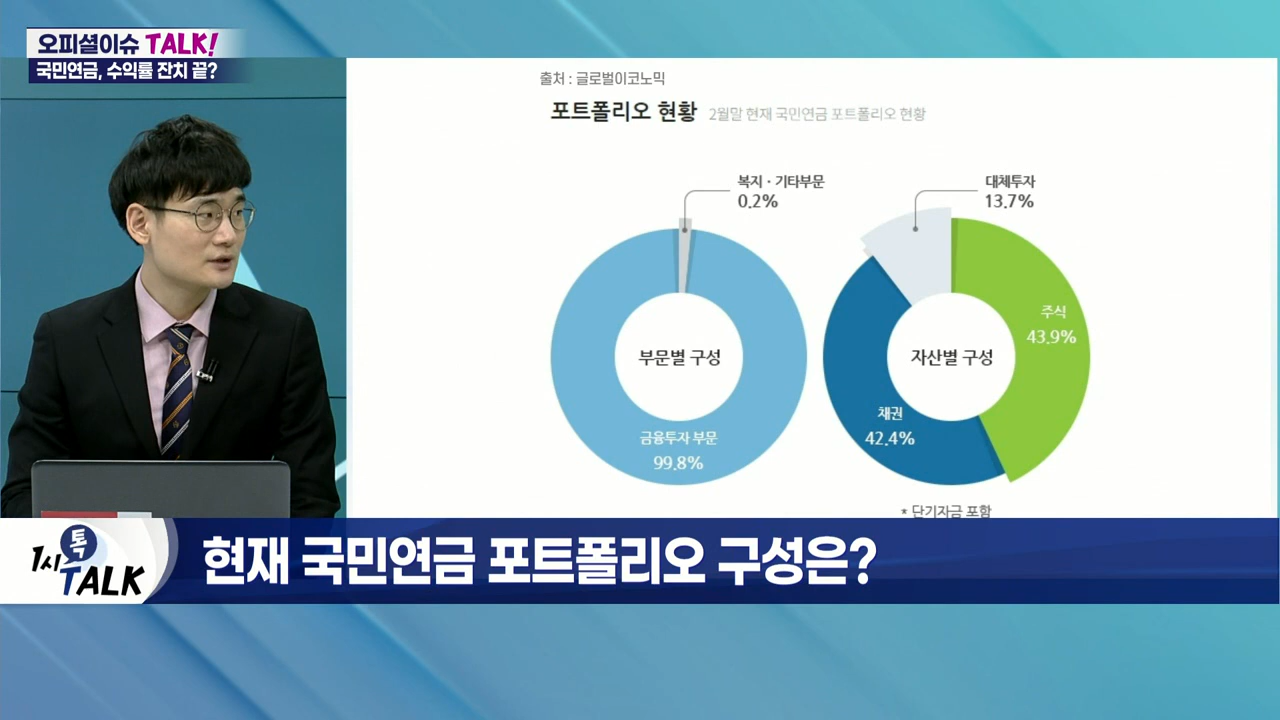 오피셜이슈 TALK!
국민연금, 수익률 잔치 끝?
출처 : 글로벌이코노믹
포트폴리오 현황 2월말 현재 국민연금 포트폴리오 현황
복지·기타부문
0.2%
부문별 구성
금융투자 부문
99.8%
대체투자
13.7%
주식
43.9%
자산별 구성
채권
42.4%
* 단기자금 포함
1시 톡 TALK
현재 국민연금 포트폴리오 구성은?